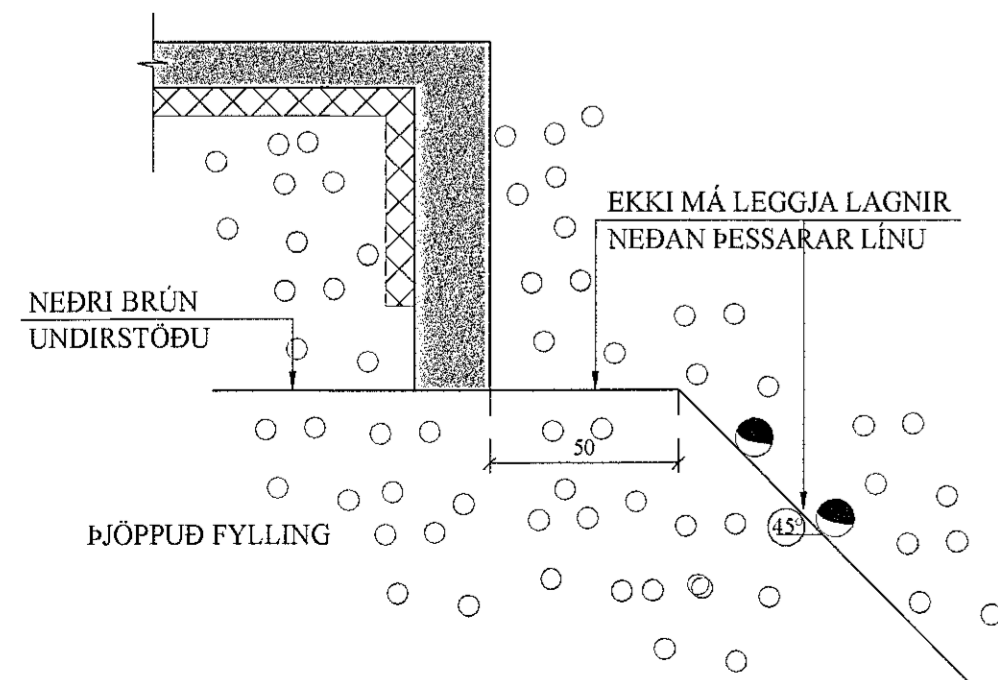 EKKI MÁ LEGGJA LAGNIR
NEÐAN ÞESSARAR LÍNU
NEÐRI BRÚN
UNDIRSTÖÐU
50
ÞJÖPPUÐ FYLLING
45°